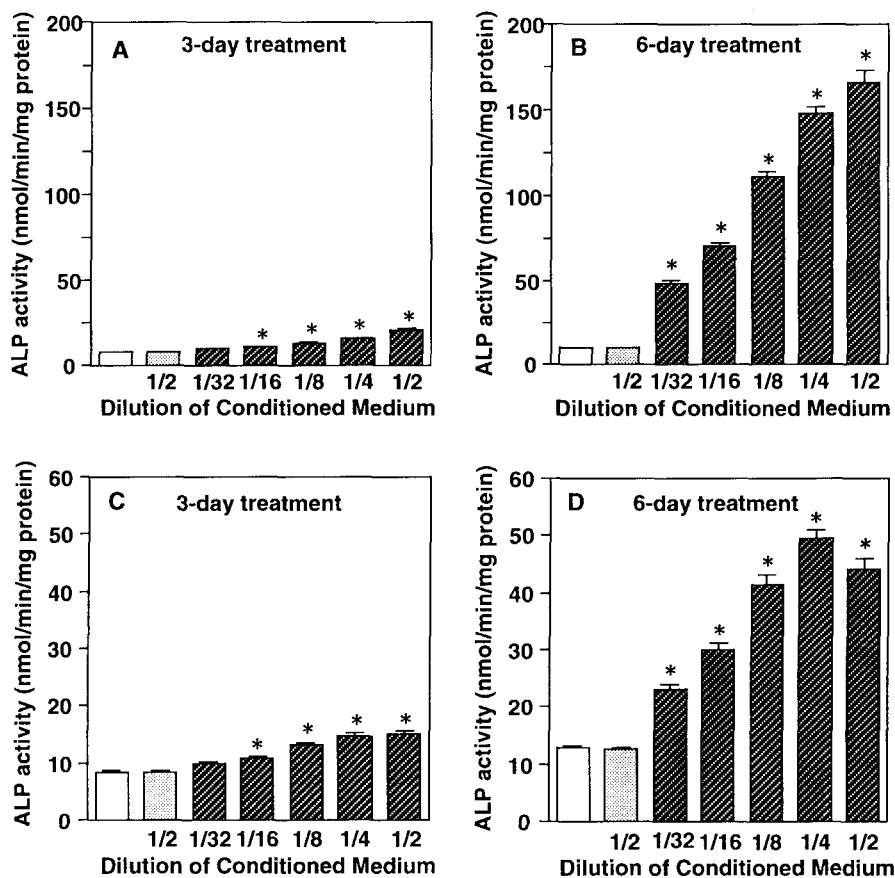 A 3-day treatment
ALP activity (nmol/min/mg protein)
200
150
100
50
0
* * * *
1/2 1/32 1/16 1/8 1/4 1/2
Dilution of Conditioned Medium
B 6-day treatment
ALP activity (nmol/min/mg protein)
200
150
100
50
0
* * * * *
1/2 1/32 1/16 1/8 1/4 1/2
Dilution of Conditioned Medium
C 3-day treatment
ALP activity (nmol/min/mg protein)
60
50
40
30
20
10
0
* * * *
1/2 1/32 1/16 1/8 1/4 1/2
Dilution of Conditioned Medium
D 6-day treatment
ALP activity (nmol/min/mg protein)
60
50
40
30
20
10
0
* * * * *
1/2 1/32 1/16 1/8 1/4 1/2
Dilution of Conditioned Medium